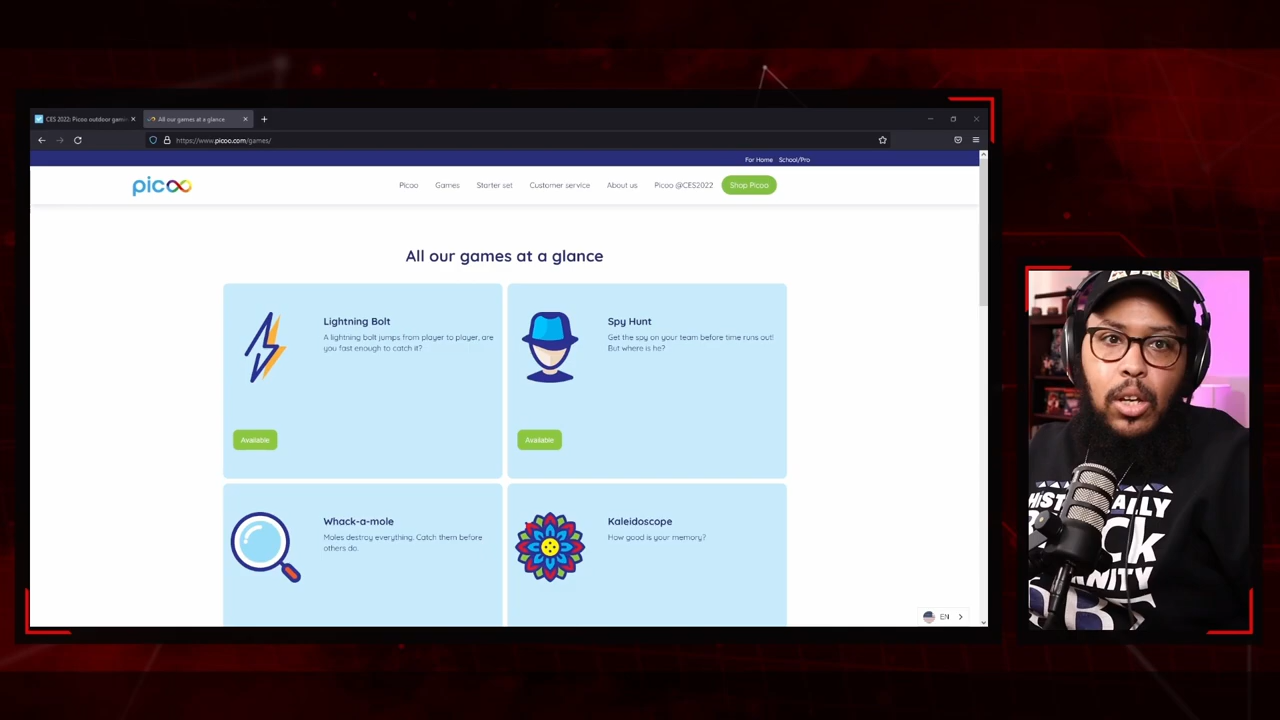 CES 2022: Picoo outdoor game
All our games at a glance
https://www.picoo.com/games/
For Home School/Pro
picoo
Picoo Games Starter set Customer service About us Picoo @CES2022 Shop Picoo
All our games at a glance
Lightning Bolt
A lightning bolt jumps from player to player, are
you fast enough to catch it?
Available
Spy Hunt
Get the spy on your team before time runs out!
But where is he?
Available
Whack-a-mole
Moles destroy everything. Catch them before
others do.
Kaleidoscope
How good is your memory?
EN